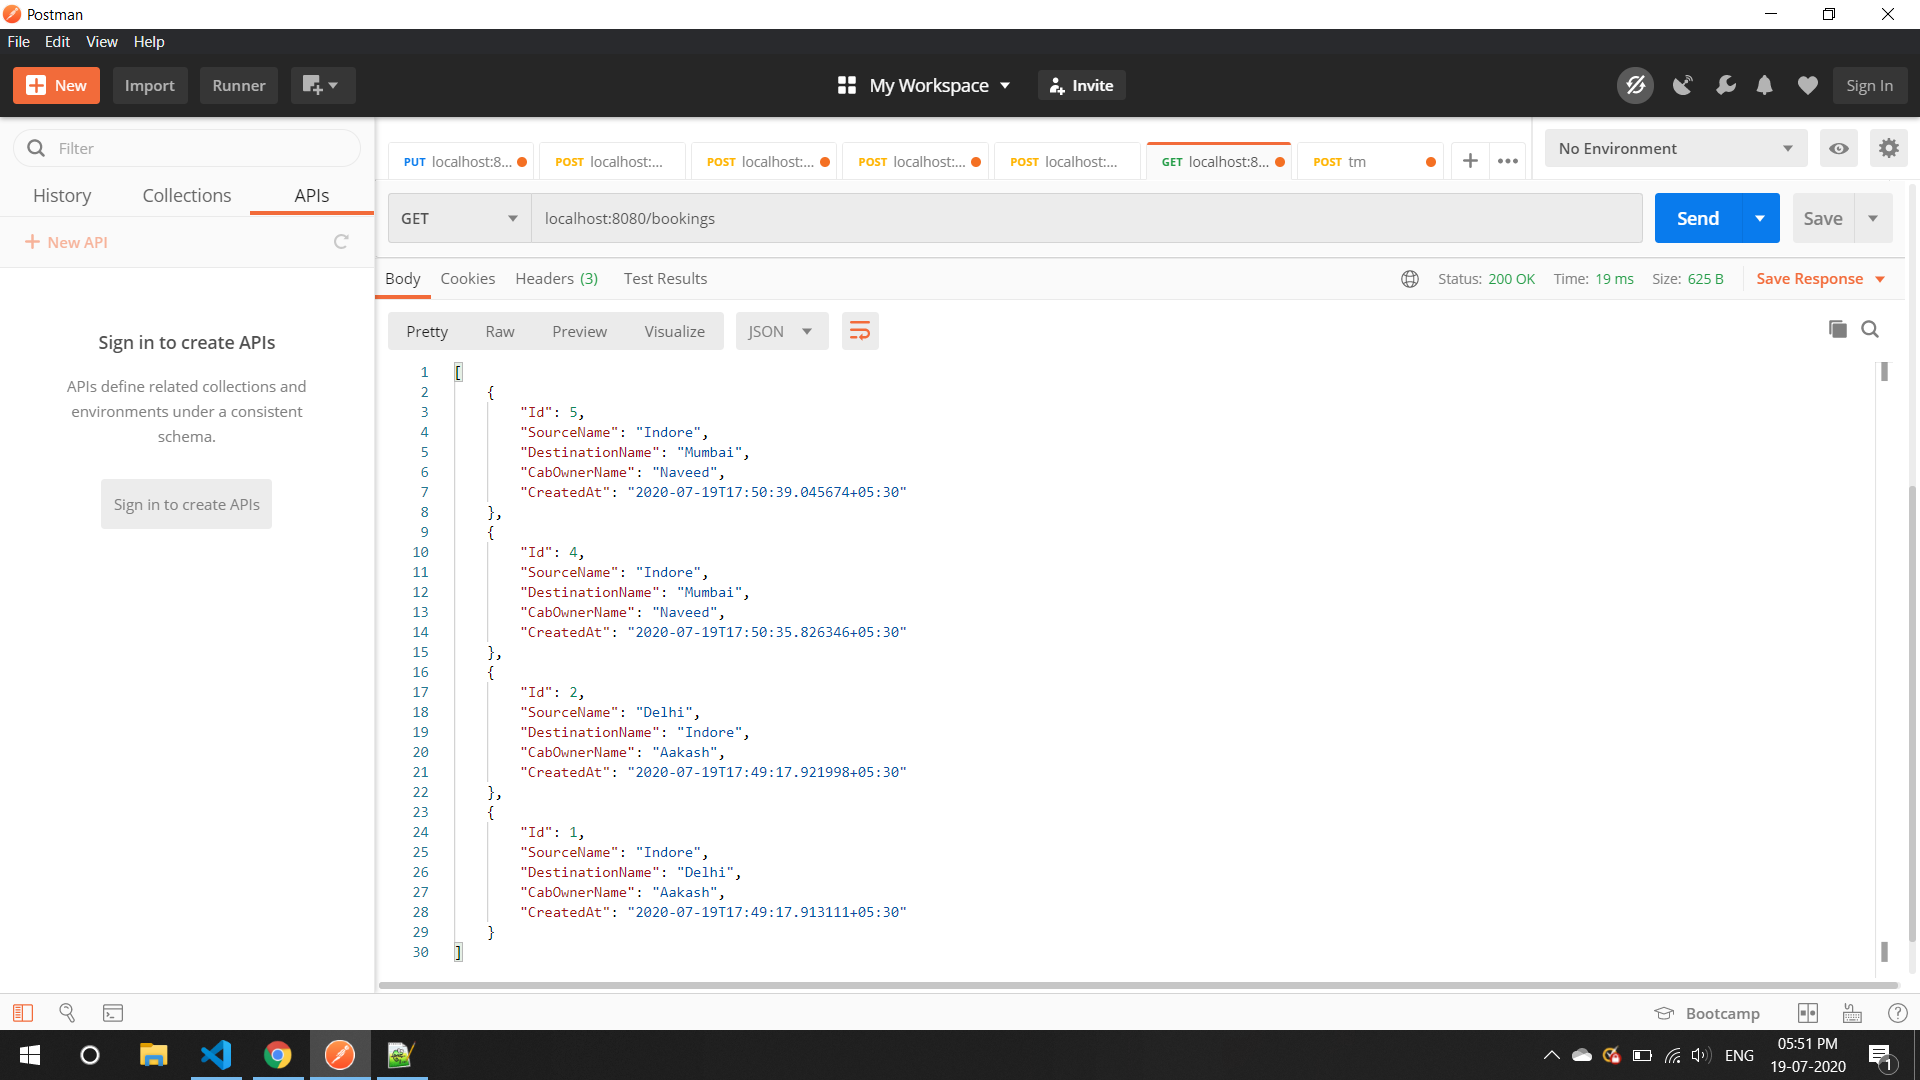 Postman
File Edit View Help
New Import Runner My Workspace Invite Sign In
Filter
History Collections APIs
New API
Sign in to create APIs
APIs define related collections and
environments under a consistent
schema.
Sign in to create APIs
PUT localhost:8... POST localhost:... POST localhost:... POST localhost:... POST localhost:... GET localhost:8... POST tm
No Environment
GET localhost:8080/bookings Send Save
Body Cookies Headers (3) Test Results Status: 200 OK Time: 19 ms Size: 625 B Save Response
Pretty Raw Preview Visualize JSON
1 [
2 {
3 "Id": 5,
4 "SourceName": "Indore",
5 "DestinationName": "Mumbai",
6 "CabOwnerName": "Naveed",
7 "CreatedAt": "2020-07-19T17:50:39.045674+05:30"
8 },
9 {
10 "Id": 4,
11 "SourceName": "Indore",
12 "DestinationName": "Mumbai",
13 "CabOwnerName": "Naveed",
14 "CreatedAt": "2020-07-19T17:50:35.826346+05:30"
15 },
16 {
17 "Id": 2,
18 "SourceName": "Delhi",
19 "DestinationName": "Indore",
20 "CabOwnerName": "Aakash",
21 "CreatedAt": "2020-07-19T17:49:17.921998+05:30"
22 },
23 {
24 "Id": 1,
25 "SourceName": "Indore",
26 "DestinationName": "Delhi",
27 "CabOwnerName": "Aakash",
28 "CreatedAt": "2020-07-19T17:49:17.913111+05:30"
29 }
30 ]
Bootcamp
ENG
05:51 PM
19-07-2020
1